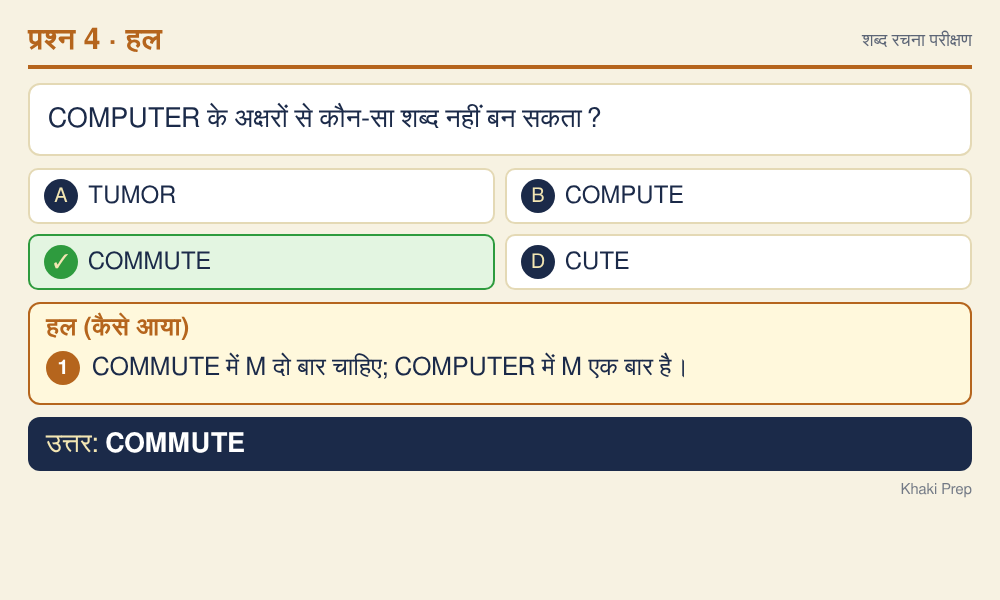 प्रश्न 4 · हल
शब्द रचना परीक्षण
COMPUTER के अक्षरों से कौन-सा शब्द नहीं बन सकता ?
A TUMOR
B COMPUTE
✓ COMMUTE
D CUTE
हल (कैसे आया)
1 COMMUTE में M दो बार चाहिए; COMPUTER में M एक बार है।
उत्तर: COMMUTE
Khaki Prep